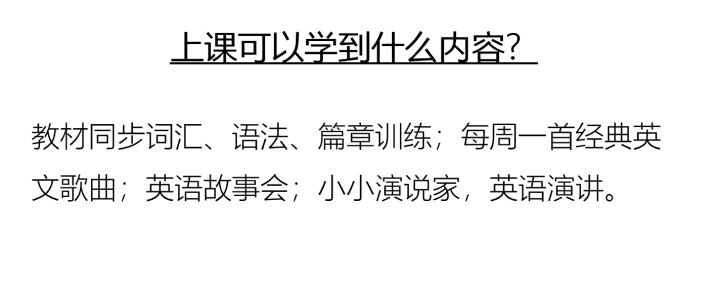 上课可以学到什么内容？
教材同步词汇、语法、篇章训练；每周一首经典英
文歌曲；英语故事会；小小演说家，英语演讲。